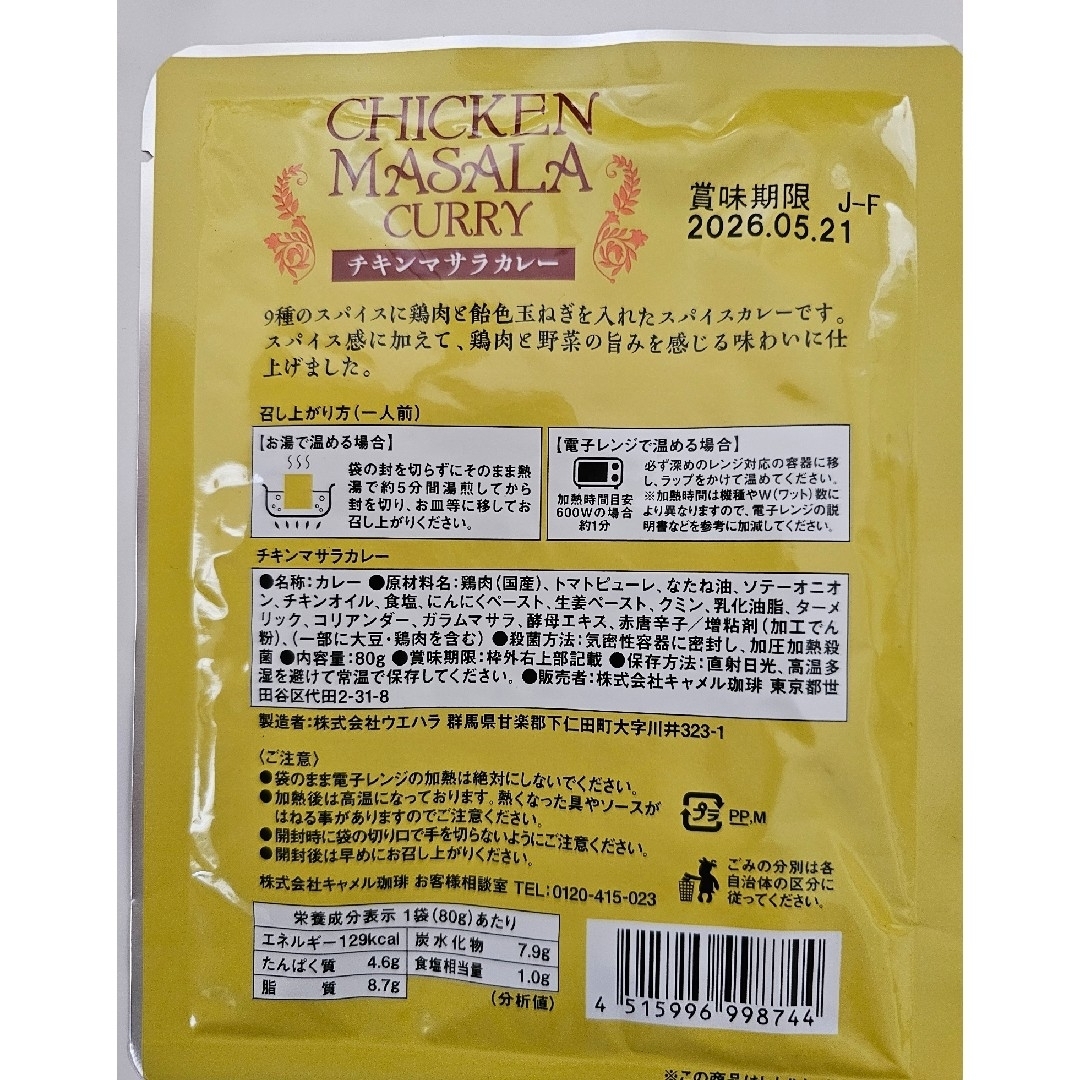 CHICKEN
MASALA
CURRY
チキンマサラカレー
賞味期限 J-F
2026.05.21
9種のスパイスに鶏肉と飴色玉ねぎを入れたスパイスカレーです。
スパイス感に加えて、鶏肉と野菜の旨みを感じる味わいに仕
上げました。
召し上がり方(一人前)
【お湯で温める場合】
袋の封を切らずにそのまま熱
湯で約5分間湯煎してから
封を切り、お皿等に移してお
召し上がりください。
【電子レンジで温める場合】
加熱時間目安
600Wの場合
約1分
必ず深めのレンジ対応の容器に移
し、ラップをかけて温めてください。
※加熱時間は機種やW(ワット)数に
より異なりますので、電子レンジの説
明書などを参考に加減してください。
チキンマサラカレー
●名称:カレー ●原材料名:鶏肉(国産)、トマトピューレ、なたね油、ソテーオニオ
ン、チキンオイル、食塩、にんにくペースト、生姜ペースト、クミン、乳化油脂、ターメ
リック、コリアンダー、ガラムマサラ、酵母エキス、赤唐辛子/増粘剤(加工でん
粉)、(一部に大豆・鶏肉を含む) ●殺菌方法:気密性容器に密封し、加圧加熱殺
菌 ●内容量:80g ●賞味期限:枠外右上部記載 ●保存方法:直射日光、高温多
湿を避けて常温で保存してください。 ●販売者:株式会社キャメル珈琲 東京都世
田谷区代田2-31-8
製造者:株式会社ウエハラ 群馬県甘楽郡下仁田町大字川井323-1
〈ご注意〉
●袋のまま電子レンジの加熱は絶対にしないでください。
●加熱後は高温になっております。熱くなった具やソースが
はねる事がありますのでご注意ください。
●開封時に袋の切り口で手を切らないようにご注意ください。
●開封後は早めにお召し上がりください。
株式会社キャメル珈琲 お客様相談室 TEL:0120-415-023
プラ PP,M
ごみの分別は各
自治体の区分に
従ってください。
栄養成分表示 1袋(80g)あたり
エネルギー 129kcal 炭水化物 7.9g
たんぱく質 4.6g 食塩相当量 1.0g
脂質 8.7g
(分析値)
4 515996 998744